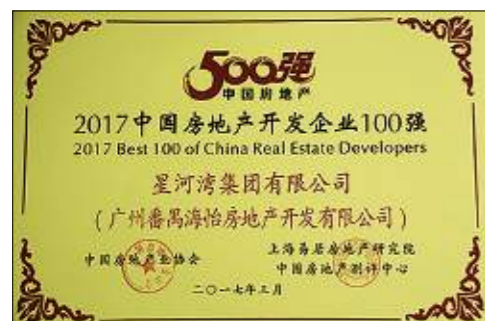 500强
中国房地产
2017中国房地产开发企业100强
2017 Best 100 of China Real Estate Developers
星河湾集团有限公司
(广州番禺海怡房地产开发有限公司)
中国房地产业协会
上海易居房地产研究院
中国房地产测评中心
二〇一七年三月